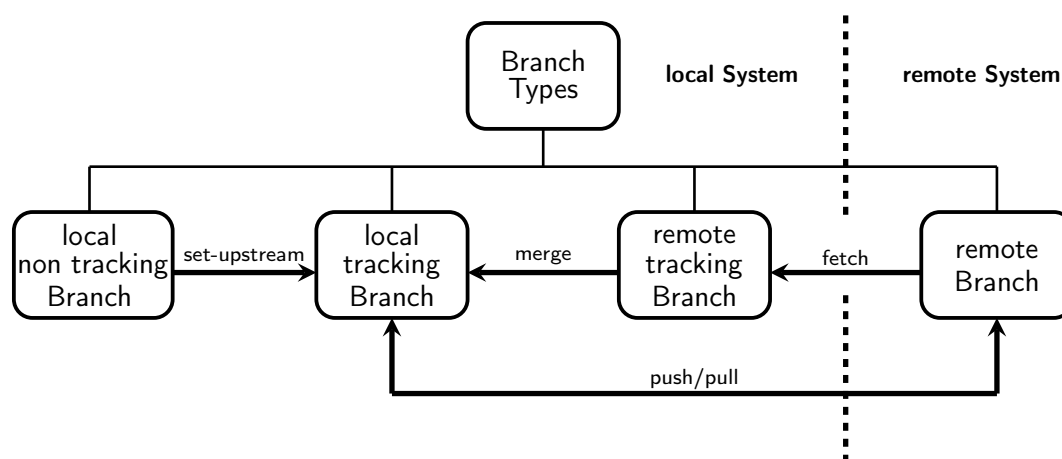 Branch
Types
local System
remote System
local
non tracking
Branch
set-upstream
local
tracking
Branch
merge
remote
tracking
Branch
fetch
remote
Branch
push/pull